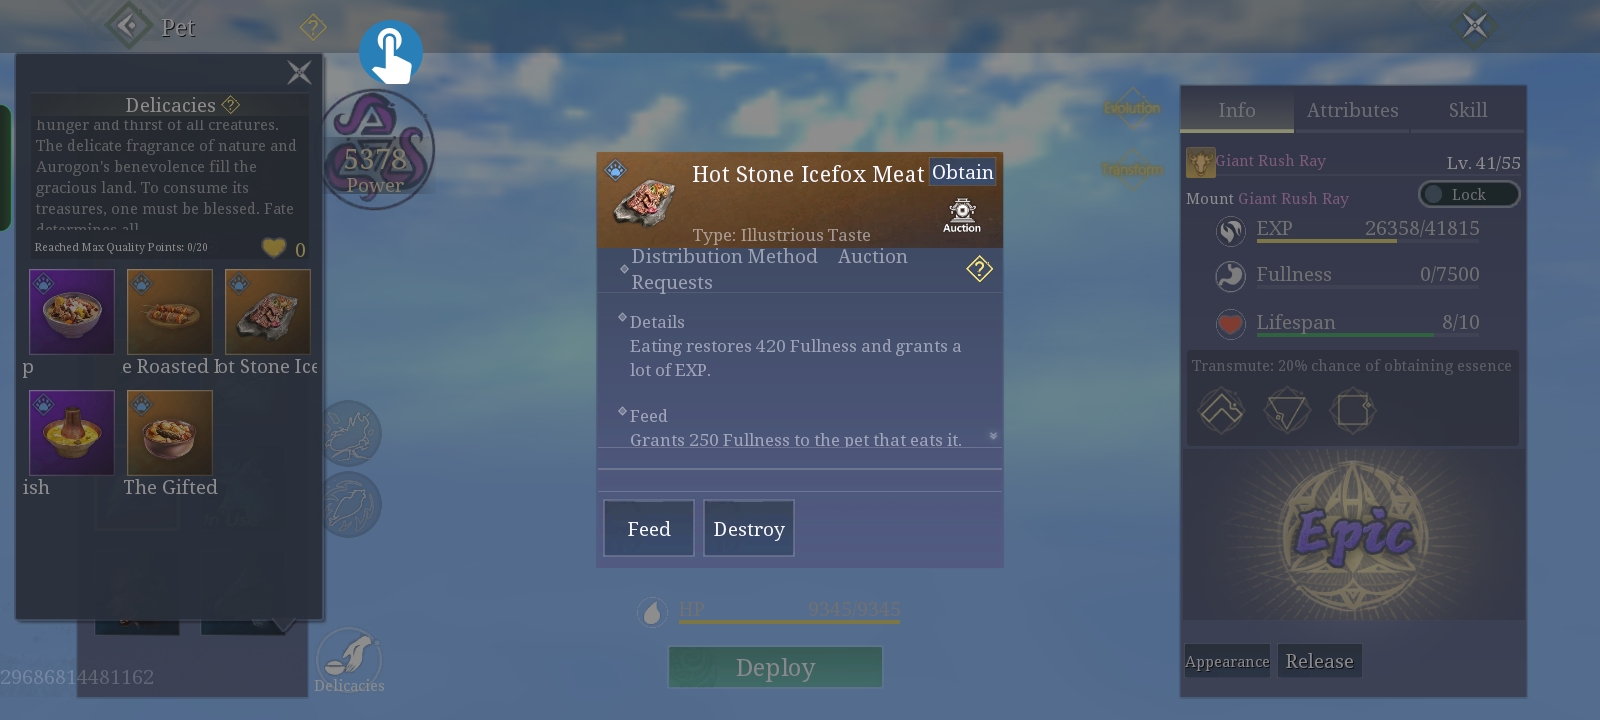 Pet
Delicacies
hunger and thirst of all creatures.
The delicate fragrance of nature and
Aurogon's benevolence fill the
gracious land. To consume its
treasures, one must be blessed. Fate
determines all
Reached Max Quality Points: 0/20
0
p
e Roasted I
ot Stone Ice
ish
The Gifted
29686814481162
Delicacies
5378
Power
Hot Stone Icefox Meat
Obtain
Type: Illustrious Taste
Auction
Distribution Method Auction
Requests
Details
Eating restores 420 Fullness and grants a
lot of EXP.
Feed
Grants 250 Fullness to the pet that eats it.
Feed
Destroy
HP 9345/9345
Deploy
Evolution
Transform
Info
Attributes
Skill
Giant Rush Ray
Lv. 41/55
Mount Giant Rush Ray
Lock
EXP 26358/41815
Fullness 0/7500
Lifespan 8/10
Transmute: 20% chance of obtaining essence
Epic
Appearance
Release